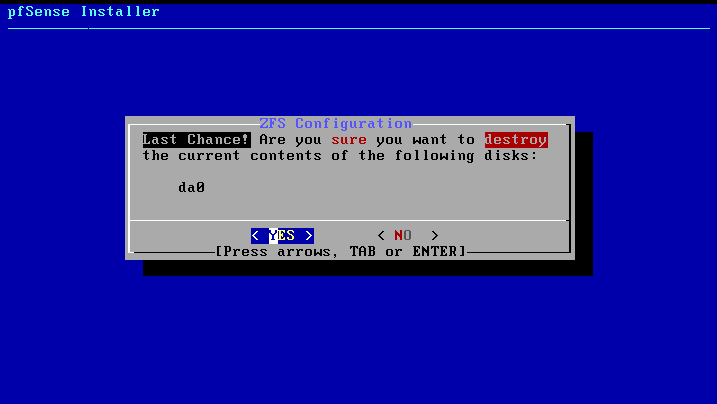 pfSense Installer
ZFS Configuration
Last Chance! Are you sure you want to destroy
the current contents of the following disks:
da0
< YES > < NO >
[Press arrows, TAB or ENTER]